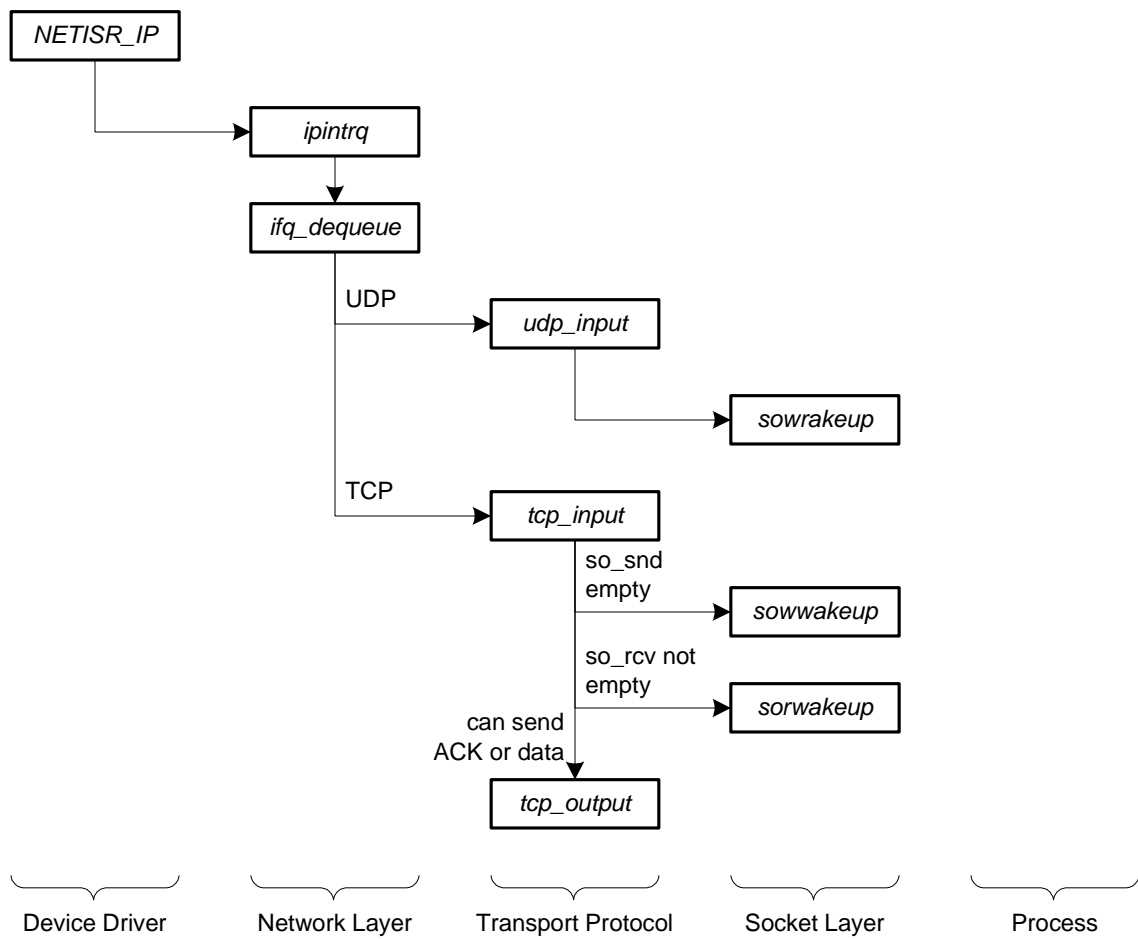 NETISR_IP
ipintrq
ifq_dequeue
UDP
udp_input
sowrakeup
TCP
tcp_input
so_snd
empty
sowwakeup
so_rcv not
empty
sorwakeup
can send
ACK or data
tcp_output
Device Driver
Network Layer
Transport Protocol
Socket Layer
Process